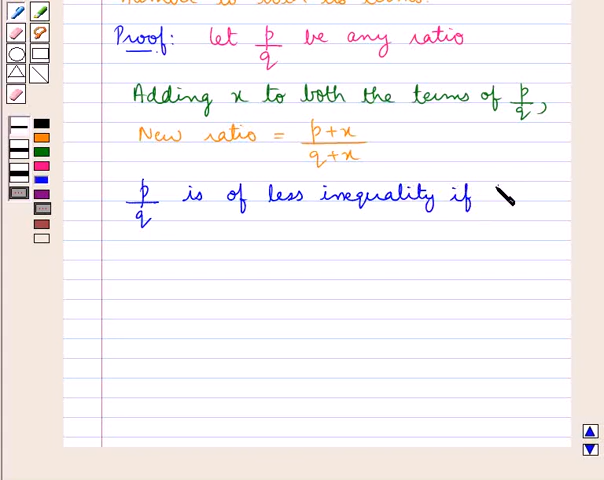 Proof: Let p/q be any ratio
Adding x to both the terms of p/q,
New ratio = p+x/q+x
p/q is of less inequality if